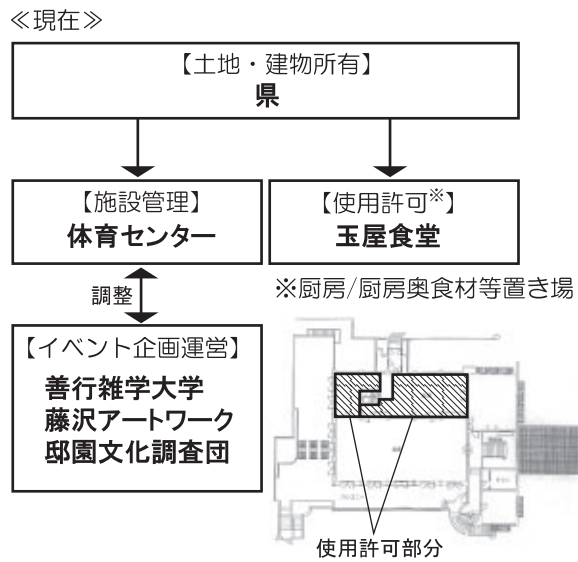 ≪現在≫
【土地・建物所有】
県
【施設管理】
体育センター
【使用許可※】
玉屋食堂
調整
※厨房/厨房奥食材等置き場
【イベント企画運営】
善行雑学大学
藤沢アートワーク
邸園文化調査団
使用許可部分